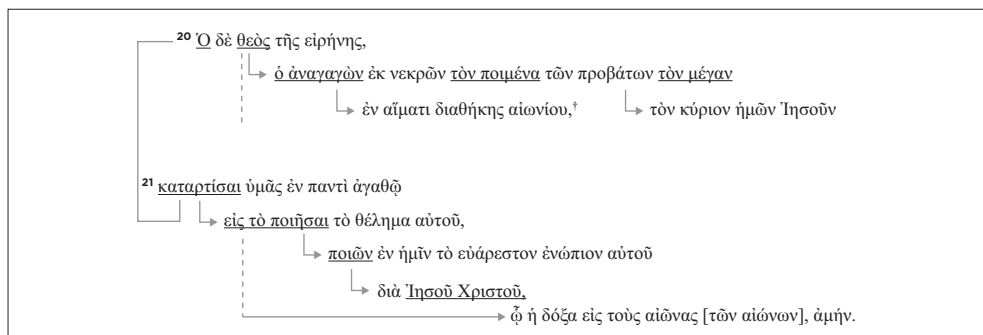 20 Ὁ δὲ θεὸς τῆς εἰρήνης,
ὁ ἀναγαγὼν ἐκ νεκρῶν τὸν ποιμένα τῶν προβάτων τὸν μέγαν
ἐν αἵματι διαθήκης αἰωνίου,† τὸν κύριον ἡμῶν Ἰησοῦν
21 καταρτίσαι ὑμᾶς ἐν παντὶ ἀγαθῷ
εἰς τὸ ποιῆσαι τὸ θέλημα αὐτοῦ,
ποιῶν ἐν ἡμῖν τὸ εὐάρεστον ἐνώπιον αὐτοῦ
διὰ Ἰησοῦ Χριστοῦ,
ᾧ ἡ δόξα εἰς τοὺς αἰῶνας [τῶν αἰώνων], ἀμήν.